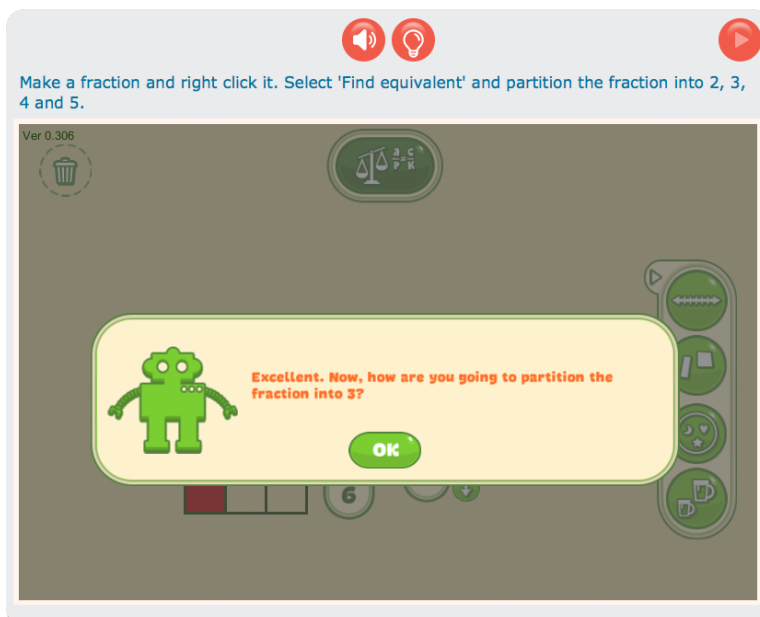 Make a fraction and right click it. Select 'Find equivalent' and partition the fraction into 2, 3,
4 and 5.
Ver 0.306
a c
P = K
Excellent. Now, how are you going to partition the
fraction into 3?
OK
6